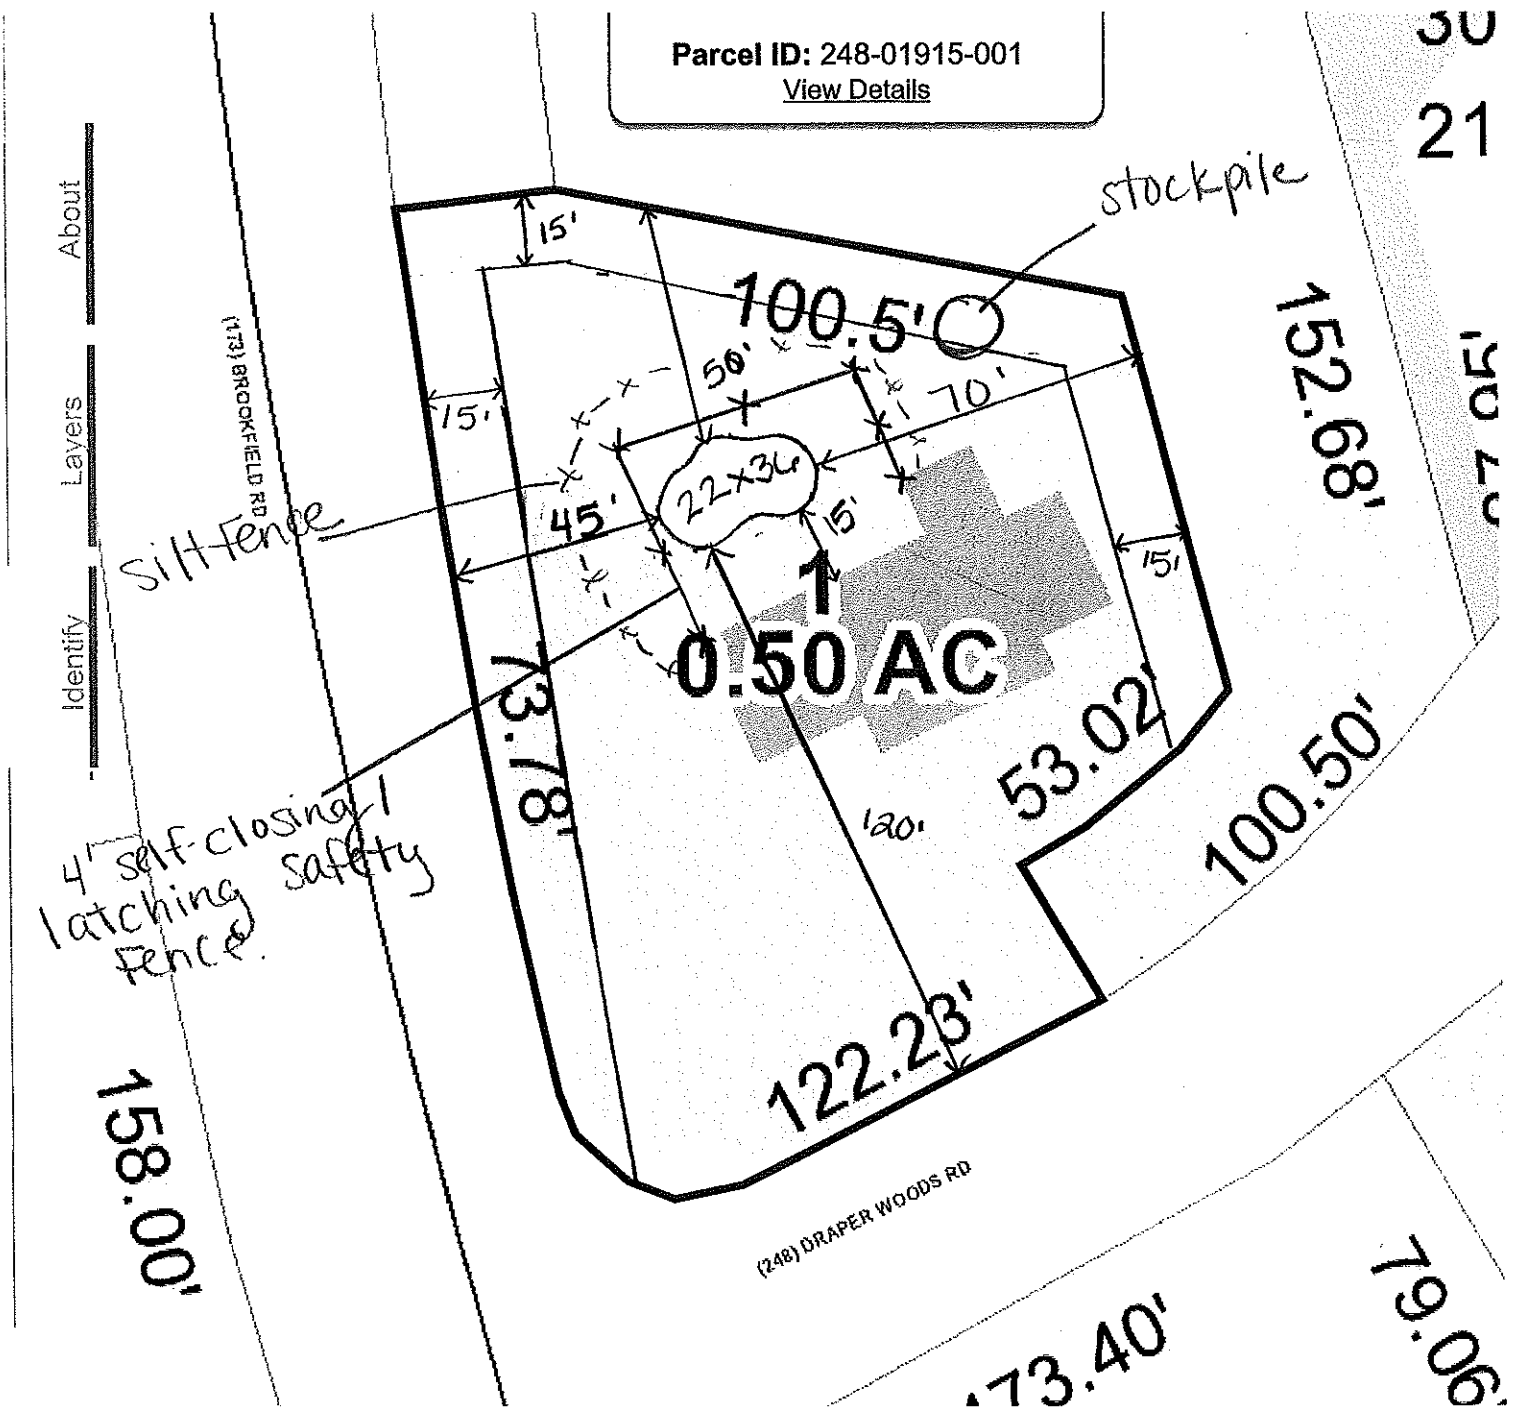 Parcel ID: 248-01915-001
View Details
30
21
About
Layers
Identify
stockpile
15'
100.5'
152.68'
50'
70'
15'
(173) BROOKFIELD RD
22x36
45'
15'
15'
silt fence
1
0.50 AC
73.78'
53.02'
100.50'
120'
4' self-closing/
latching safety
Fence.
122.23'
158.00'
(248) DRAPER WOODS RD
173.40'
79.06'